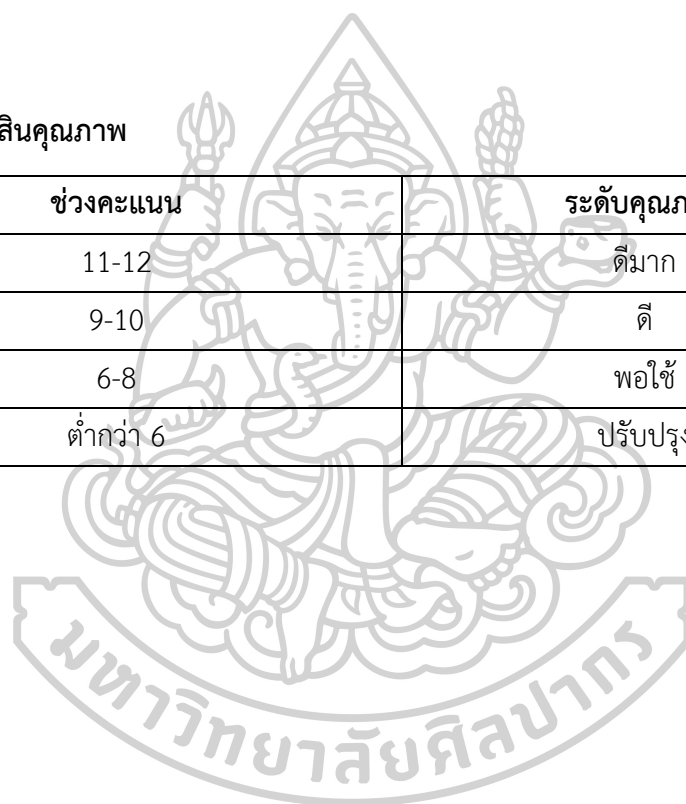 สินคุณภาพ
ช่วงคะแนน ระดับคุณภ
11-12 ดีมาก
9-10 ดี
6-8 พอใช้
ต่ำกว่า 6 ปรับปรุง
มหาวิทยาลัยศิลปากร